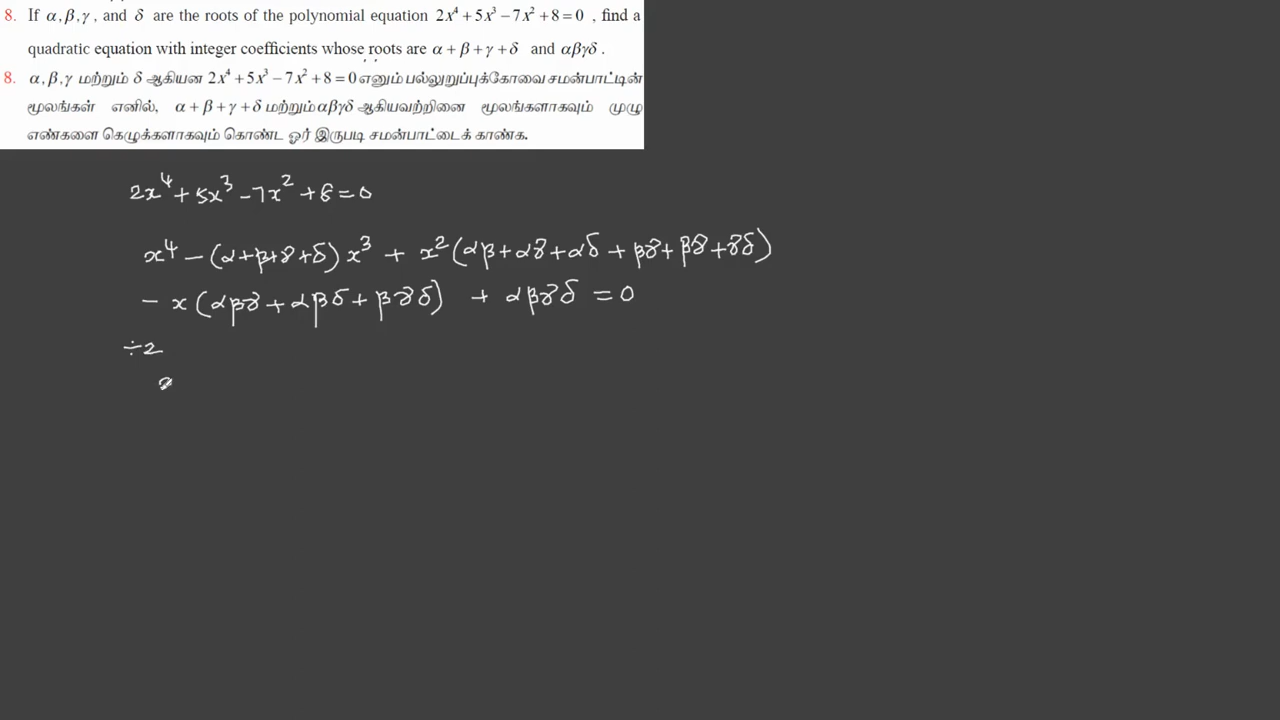 8. If α, β, γ, and δ are the roots of the polynomial equation 2x⁴ + 5x³ − 7x² + 8 = 0 , find a
quadratic equation with integer coefficients whose roots are α + β + γ + δ and αβγδ .
8. α, β, γ மற்றும் δ ஆகியன 2x⁴ + 5x³ − 7x² + 8 = 0 எனும் பல்லுறுப்புக்கோவை சமன்பாட்டின்
மூலங்கள் எனில், α + β + γ + δ மற்றும் αβγδ ஆகியவற்றினை மூலங்களாகவும் முழு
எண்களை கெழுக்களாகவும் கொண்ட ஓர் இருபடி சமன்பாட்டைக் காண்க.
2x⁴ + 5x³ − 7x² + 8 = 0
x⁴ − (α+β+γ+δ) x³ + x² (αβ+αγ+αδ+βγ+βδ+γδ)
− x (αβγ+αβδ+βγδ) + αβγδ = 0
÷2